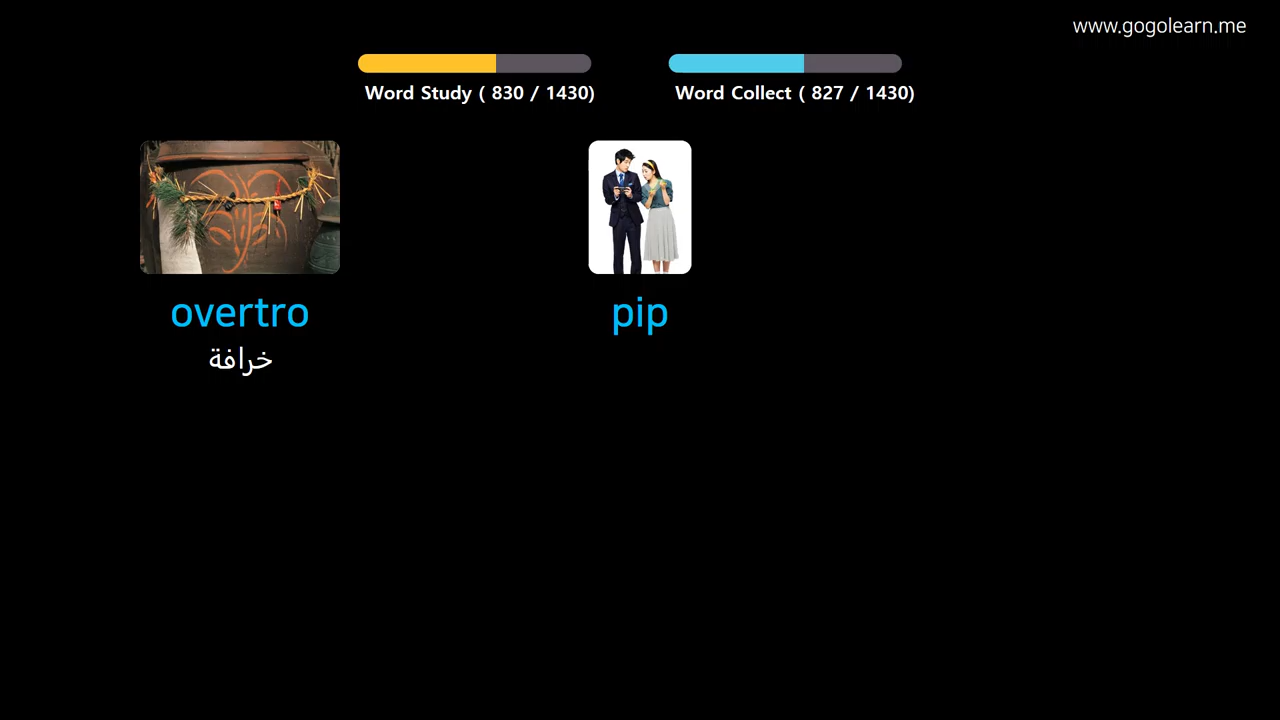 www.gogolearn.me
Word Study ( 830 / 1430)
Word Collect ( 827 / 1430)
overtro
خرافة
pip